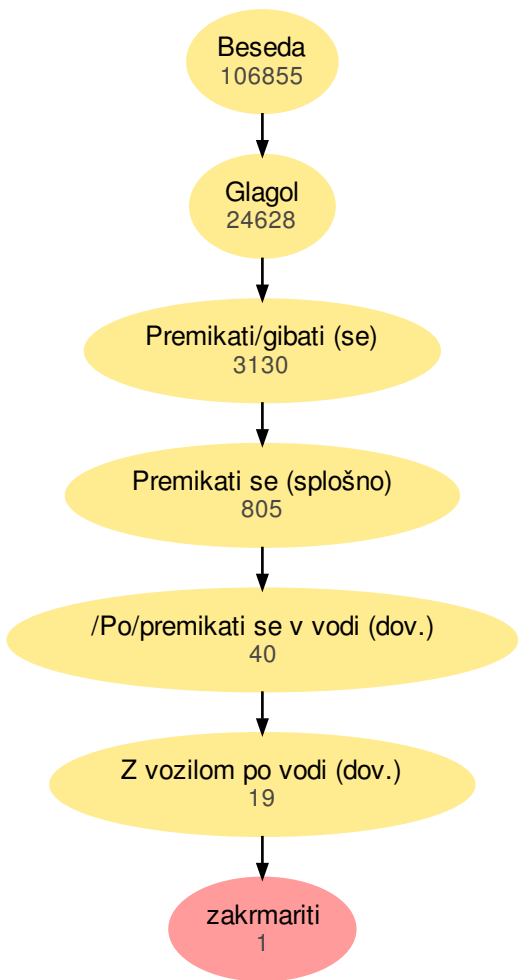 Beseda
106855
Glagol
24628
Premikati/gibati (se)
3130
Premikati se (splošno)
805
/Po/premikati se v vodi (dov.)
40
Z vozilom po vodi (dov.)
19
zakrmariti
1